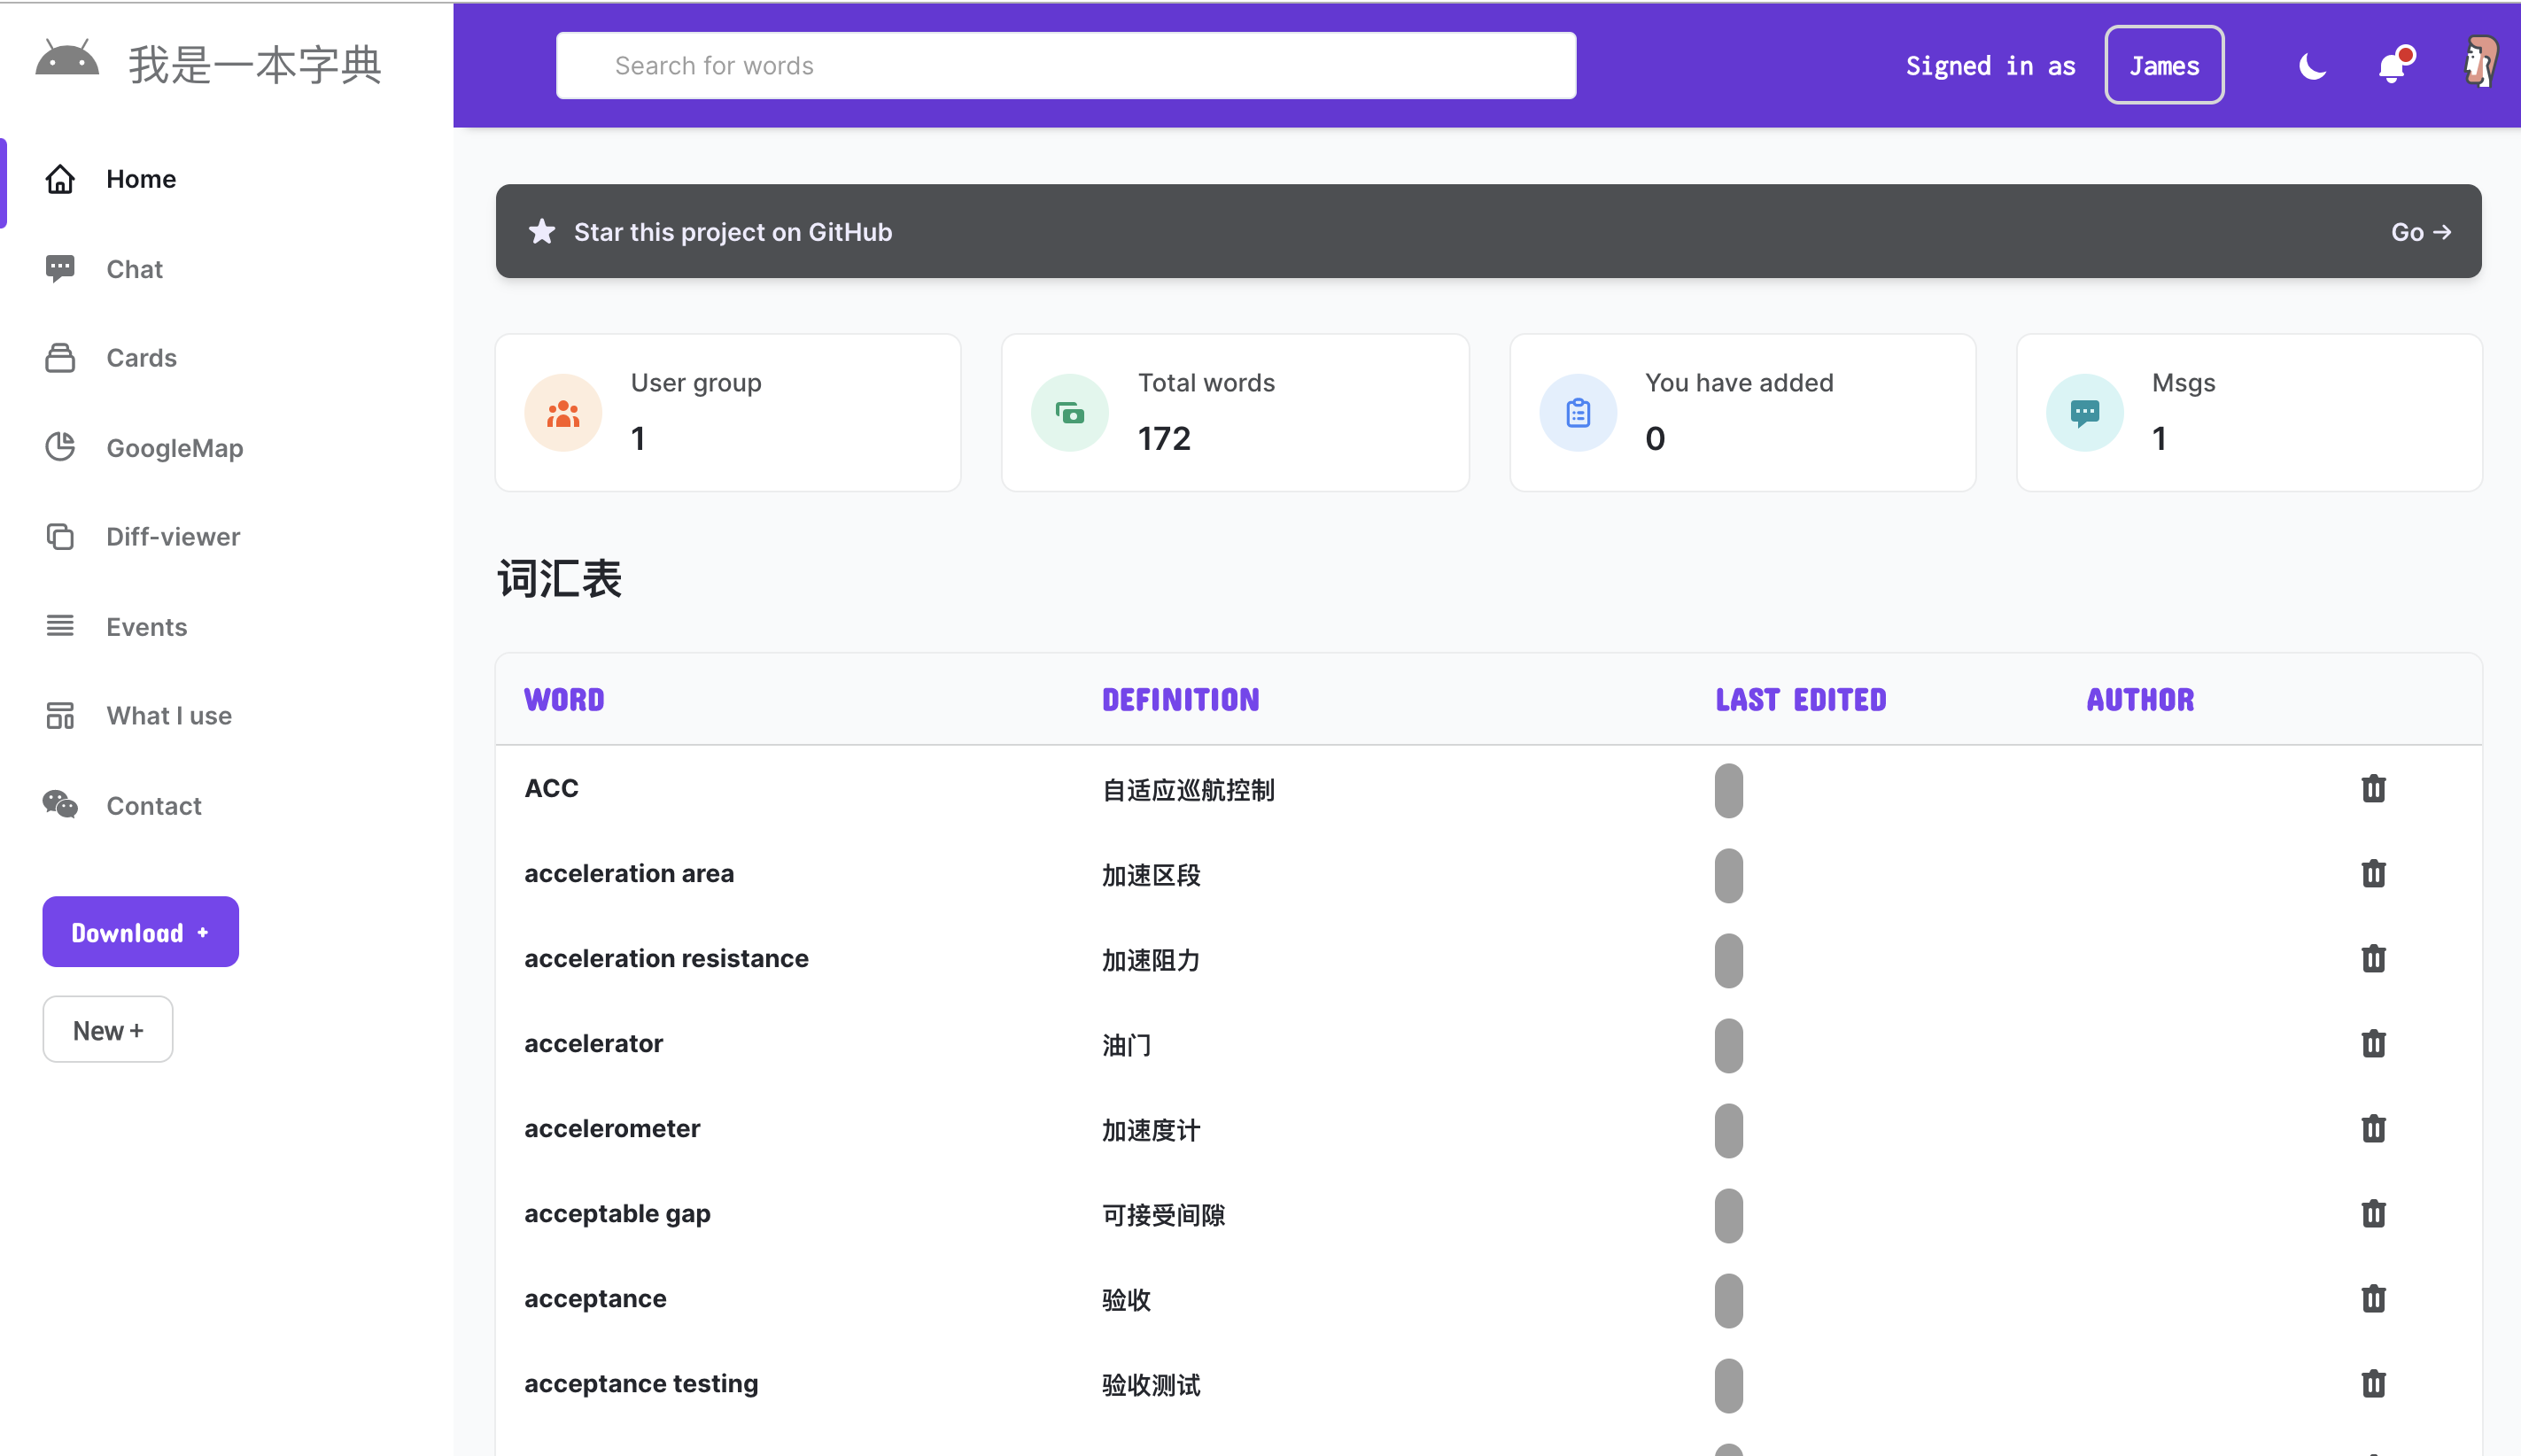 我是一本字典
Search for words
Signed in as James
Home
Chat
Cards
GoogleMap
Diff-viewer
Events
What I use
Contact
Download +
New +
Star this project on GitHub
Go →
User group
1
Total words
172
You have added
0
Msgs
1
词汇表
WORD DEFINITION LAST EDITED AUTHOR
ACC 自适应巡航控制
acceleration area 加速区段
acceleration resistance 加速阻力
accelerator 油门
accelerometer 加速度计
acceptable gap 可接受间隙
acceptance 验收
acceptance testing 验收测试